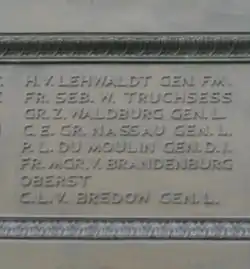 H.V. LEHWALDT GEN. FM.
FR. SEB. W. TRUCHSESS
GR. Z. WALDBURG GEN. L.
C.E. GR. NASSAU GEN. L.
P.L. DU MOULIN GEN. D. I.
FR. MGR. V. BRANDENBURG
OBERST
C.L.V. BREDOW GEN. L.